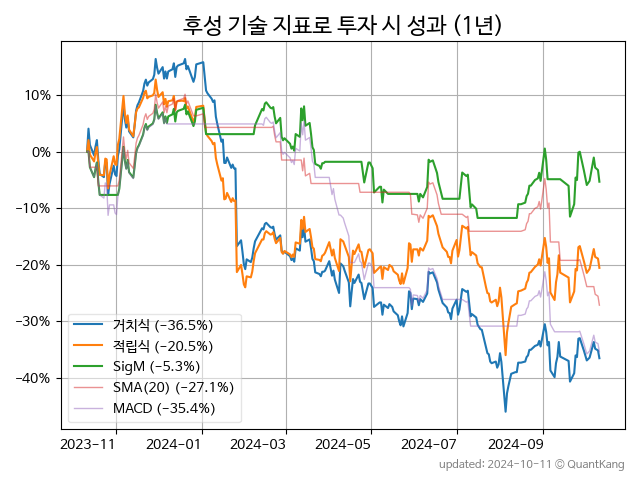 후성 기술 지표로 투자 시 성과 (1년)
10%
0%
−10%
−20%
−30%
−40%
거치식 (−36.5%)
적립식 (−20.5%)
SigM (−5.3%)
SMA(20) (−27.1%)
MACD (−35.4%)
2023-11
2024-01
2024-03
2024-05
2024-07
2024-09
updated: 2024-10-11 © QuantKang